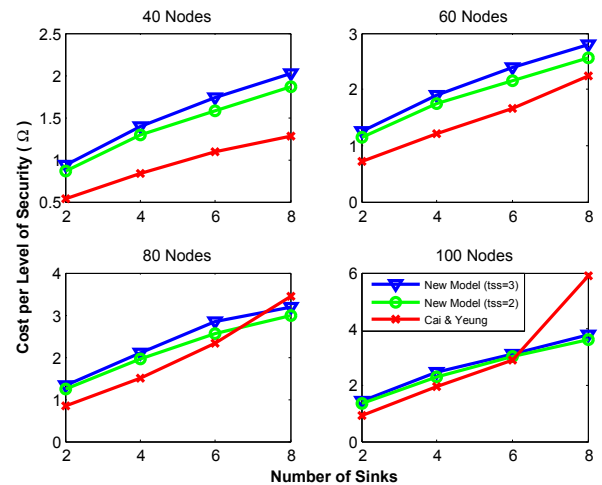 40 Nodes
60 Nodes
2.5
2
1.5
1
0.5
2 4 6 8
3
2
1
0
2 4 6 8
80 Nodes
100 Nodes
4
3
2
1
0
2 4 6 8
6
4
2
0
2 4 6 8
New Model (tss=3)
New Model (tss=2)
Cai & Yeung
Cost per Level of Security ( Ω )
Number of Sinks